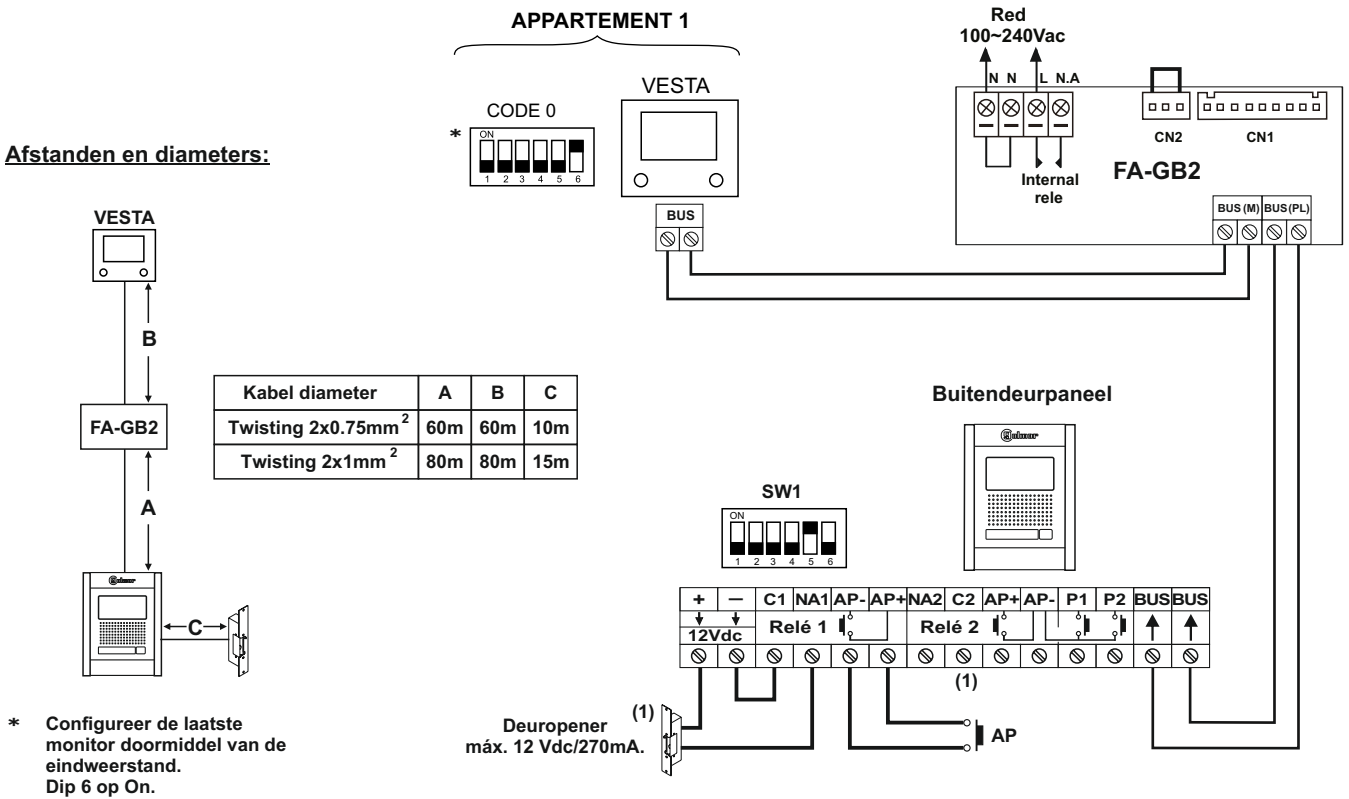 APPARTEMENT 1
Red
100~240Vac
N N L N.A
VESTA
CODE 0
*
ON
1 2 3 4 5 6
CN2
CN1
Internal
rele
FA-GB2
BUS
BUS (M) BUS (PL)
Afstanden en diameters:
VESTA
B
FA-GB2
A
Golmar
C
Kabel diameter A B C
Twisting 2x0.75mm² 60m 60m 10m
Twisting 2x1mm² 80m 80m 15m
Buitendeurpaneel
Golmar
SW1
ON
1 2 3 4 5 6
+ — C1 NA1 AP- AP+ NA2 C2 AP+ AP- P1 P2 BUS BUS
12Vdc Relé 1 Relé 2
(1)
(1)
Deuropener
máx. 12 Vdc/270mA.
AP
* Configureer de laatste
monitor doormiddel van de
eindweerstand.
Dip 6 op On.